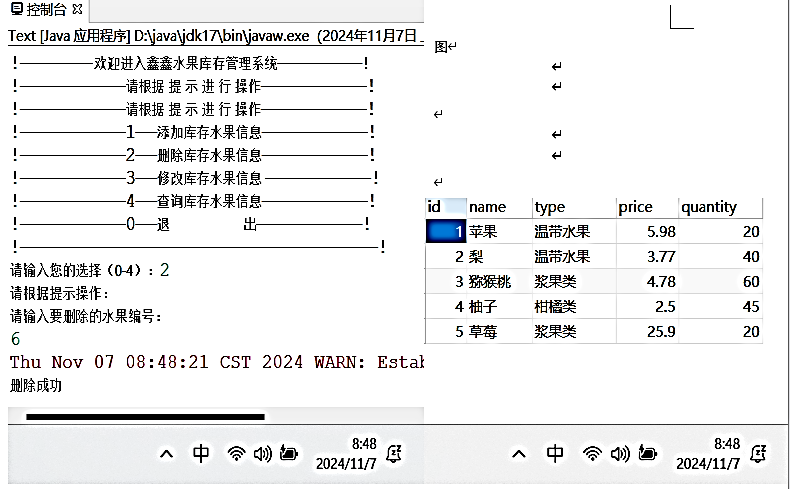 控制台
Text [Java 应用程序] D:\java\jdk17\bin\javaw.exe (2024年11月7日
!—————欢迎进入鑫鑫水果库存管理系统—————!
!———————请根据 提 示 进 行 操作———————!
!———————请根据 提 示 进 行 操作———————!
!———————1——添加库存水果信息———————!
!———————2——删除库存水果信息———————!
!———————3——修改库存水果信息———————!
!———————4——查询库存水果信息———————!
!———————0——退 出———————!
!—————————————————————!
请输入您的选择（0-4）：2
请根据提示操作：
请输入要删除的水果编号：
6
Thu Nov 07 08:48:21 CST 2024 WARN: Estab
删除成功
中
8:48
2024/11/7
图
id name type price quantity
1 苹果 温带水果 5.98 20
2 梨 温带水果 3.77 40
3 猕猴桃 浆果类 4.78 60
4 柚子 柑橘类 2.5 45
5 草莓 浆果类 25.9 20
中
8:48
2024/11/7